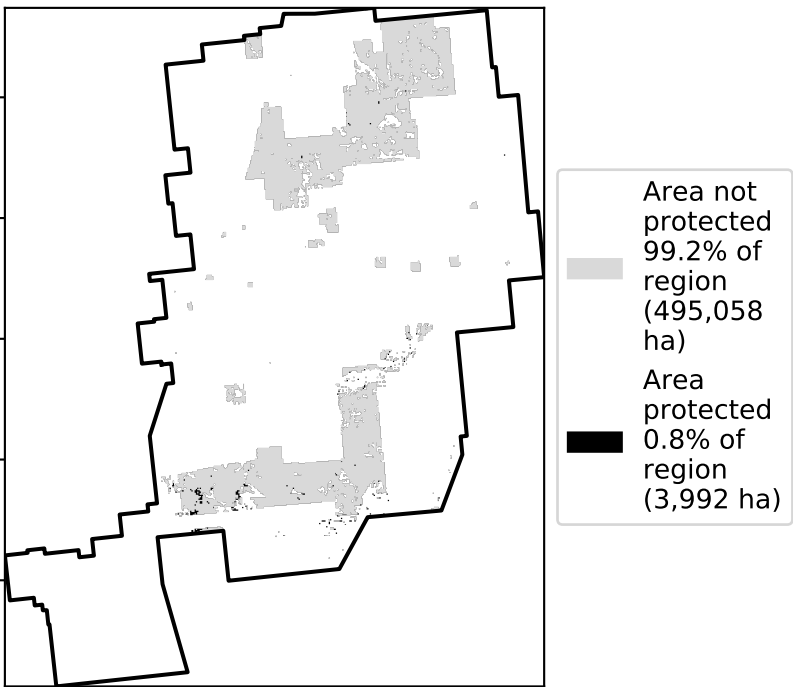 Area not
protected
99.2% of
region
(495,058
ha)
Area
protected
0.8% of
region
(3,992 ha)